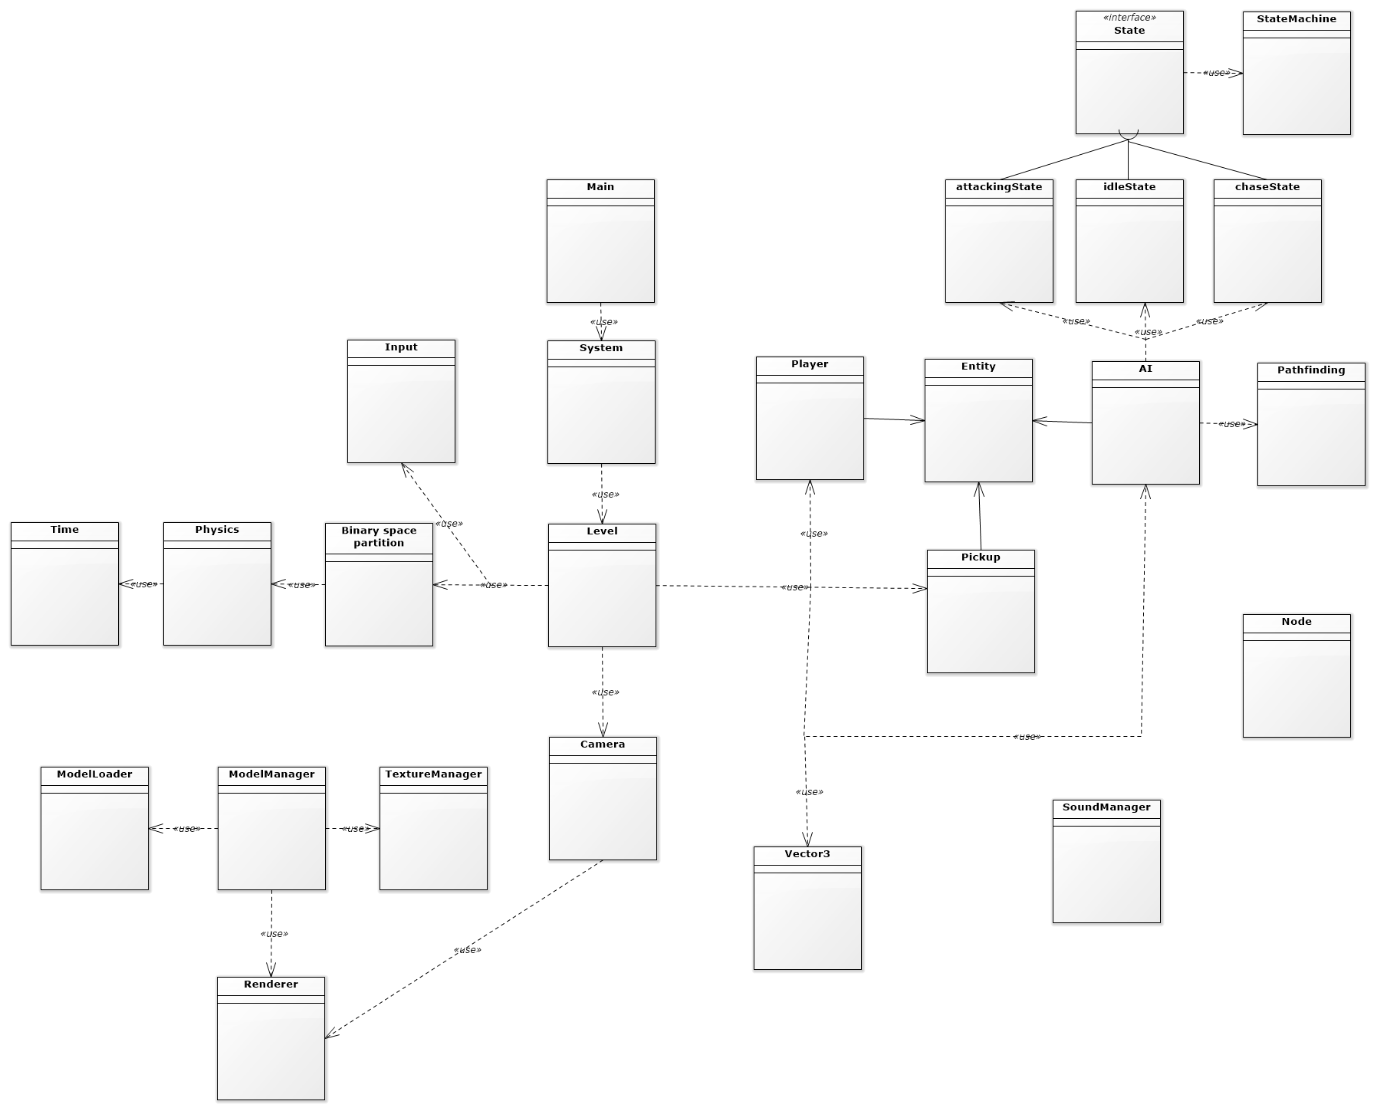 «interface»
State
StateMachine
«use»
attackingState
idleState
chaseState
Main
«use»
«use»
«use»
«use»
Input
System
Player
Entity
AI
Pathfinding
«use»
«use»
«use»
«use»
Time
Physics
Binary space
partition
Level
Pickup
«use»
«use»
«use»
«use»
Node
«use»
«use»
Camera
ModelLoader
ModelManager
TextureManager
«use»
SoundManager
«use»
«use»
Vector3
«use»
«use»
Renderer